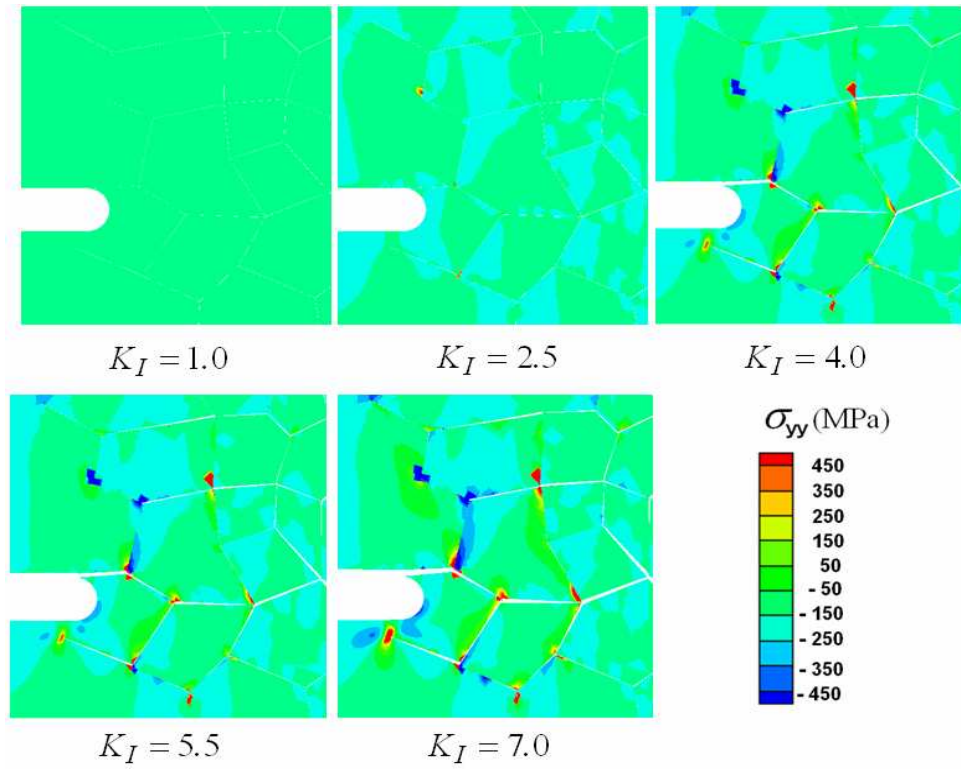 K_I = 1.0
K_I = 2.5
K_I = 4.0
K_I = 5.5
K_I = 7.0
σ_yy (MPa)
450
350
250
150
50
- 50
- 150
- 250
- 350
- 450